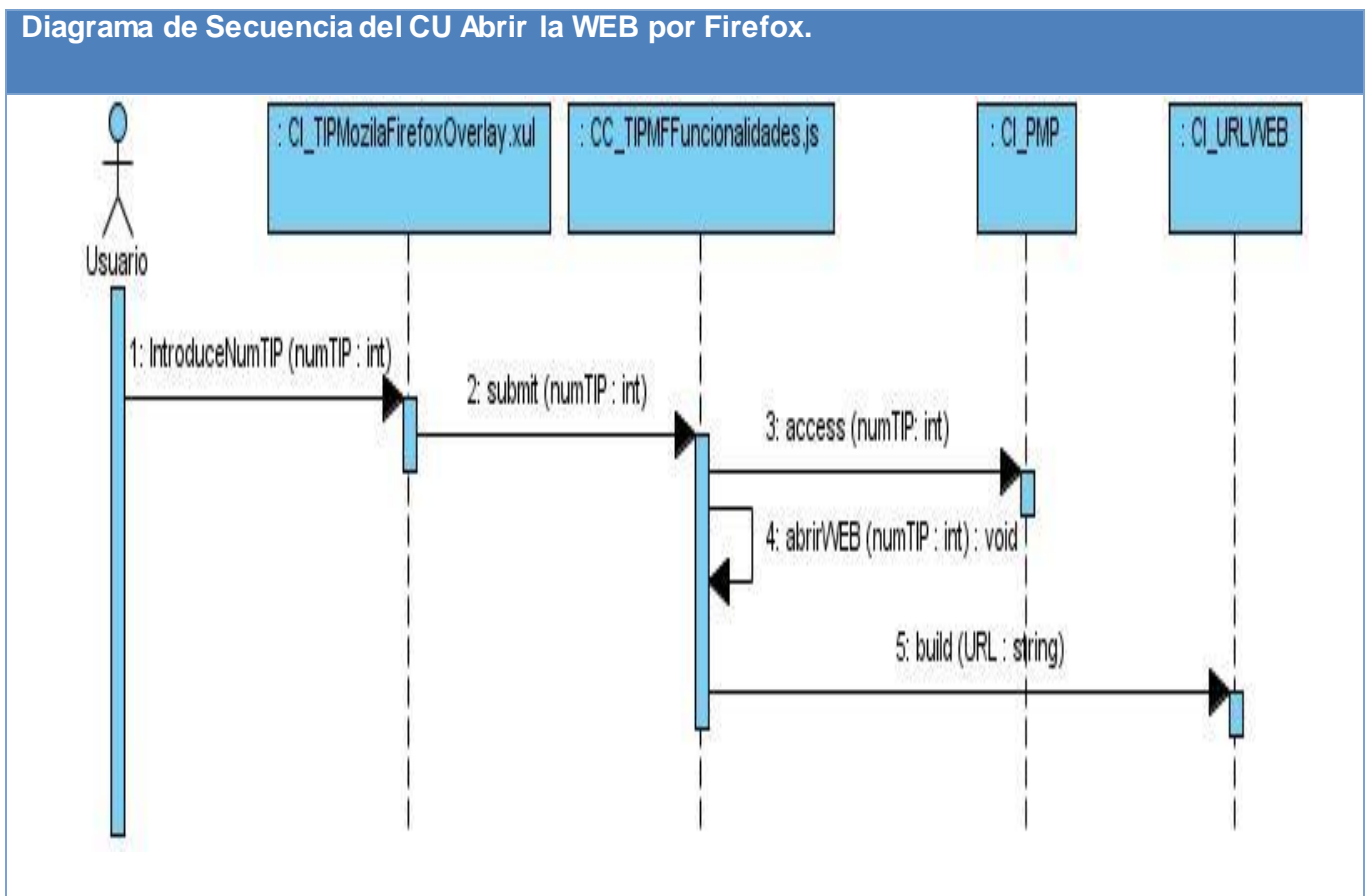 Diagrama de Secuencia del CU Abrir la WEB por Firefox.
: CI_TIPMozilaFirefoxOverlay.xul
: CC_TIPMFFuncionalidades.js
: CI_PMP
: CI_URLWEB
Usuario
1: IntroduceNumTIP (numTIP : int)
2: submit (numTIP : int)
3: access (numTIP: int)
4: abrirWEB (numTIP : int) : void
5: build (URL : string)